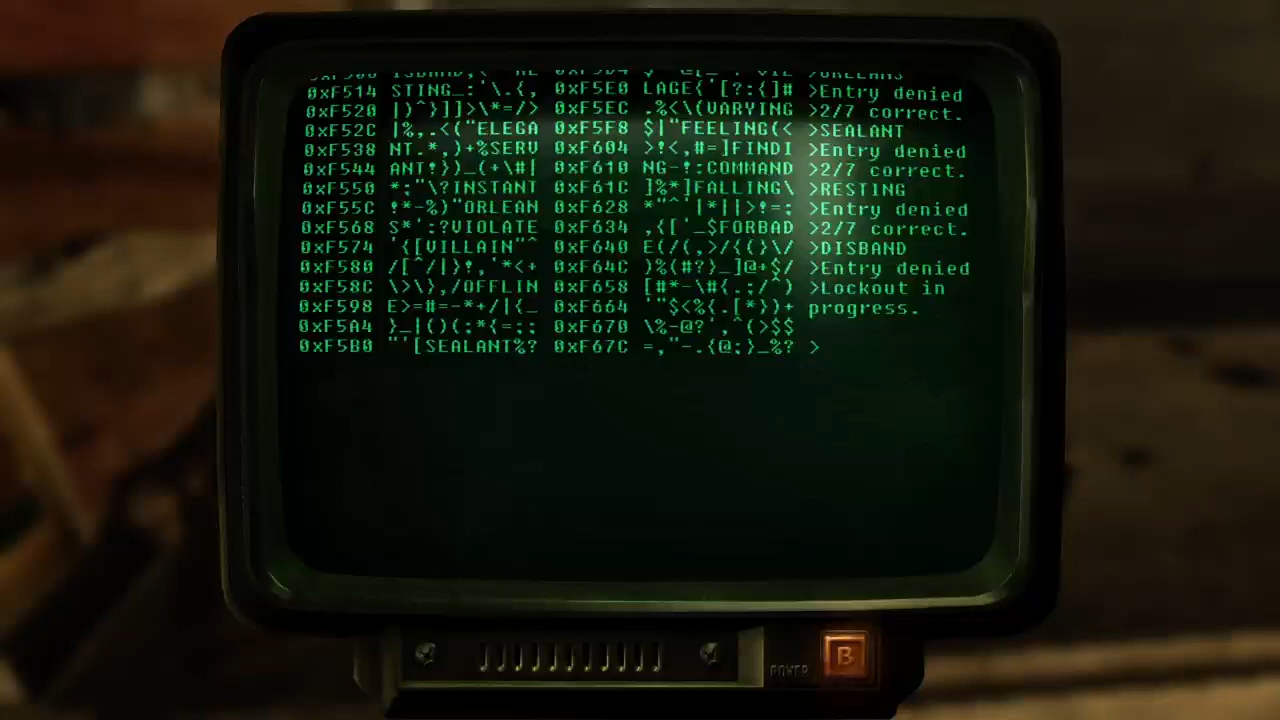 ISBAND,(
ORLEANS
0xF514 STING_:'\.{, 0xF5E0 LAGE{'[?:{]# >Entry denied
0xF520 |)^}]]>\*=/> 0xF5EC .%<\(VARYING >2/7 correct.
0xF52C |%,.<("ELEGA 0xF5F8 $|"FEELING(< >SEALANT
0xF538 NT.*,)+%SERV 0xF604 >!<,#=]FINDI >Entry denied
0xF544 ANT!})_(+\#| 0xF610 NG-!:COMMAND >2/7 correct.
0xF550 *;"\?INSTANT 0xF61C ]%*]FALLING\ >RESTING
0xF55C !*-%)"ORLEAN 0xF628 *"^'|*||>!=; >Entry denied
0xF568 S*':?VIOLATE 0xF634 ,{['_$FORBAD >2/7 correct.
0xF574 '{[VILLAIN"^ 0xF640 E(/(,>/{(}\/ >DISBAND
0xF580 /[^/|}!,'*<+ 0xF64C )%(#?}_]@+$/ >Entry denied
0xF58C \>\},/OFFLIN 0xF658 [#*-\#{.;/^) >Lockout in
0xF598 E>=#=-*+/|{_ 0xF664 '"$<%{.[*})+ progress.
0xF5A4 }_|()(;*{=;; 0xF670 \%-@?',^(>$$
0xF5B0 "'[SEALANT%? 0xF67C =,"-.{@;}_%? >
POWER
B